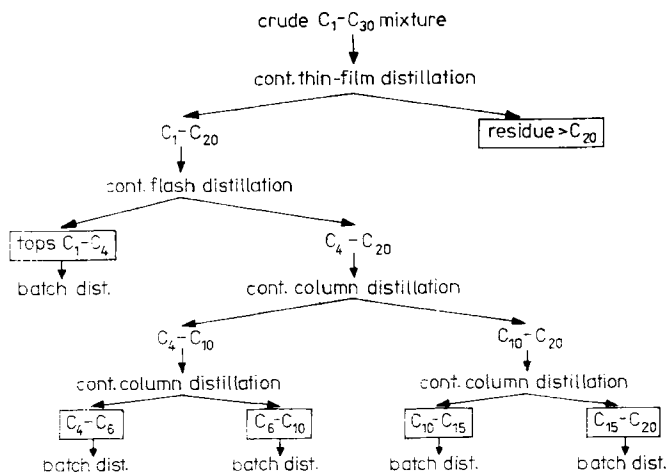 crude C₁–C₃₀ mixture
cont. thin-film distillation
C₁–C₂₀ residue>C₂₀
cont. flash distillation
tops C₁–C₄ C₄–C₂₀
batch dist. cont. column distillation
C₄–C₁₀ C₁₀–C₂₀
cont. column distillation cont. column distillation
C₄–C₆ C₆–C₁₀ C₁₀–C₁₅ C₁₅–C₂₀
batch dist. batch dist. batch dist. batch dist.